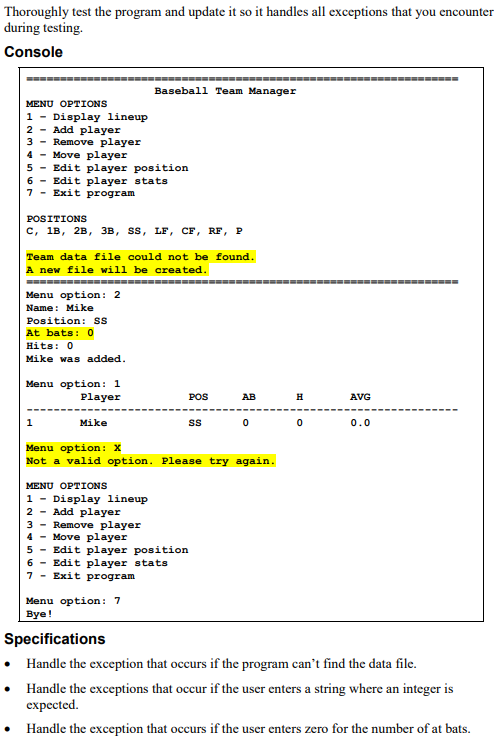 Thoroughly test the program and update it so it handles all exceptions that you encounter
during testing.
Console
================================================================
Baseball Team Manager
MENU OPTIONS
1 – Display lineup
2 – Add player
3 – Remove player
4 – Move player
5 – Edit player position
6 – Edit player stats
7 - Exit program
POSITIONS
C, 1B, 2B, 3B, SS, LF, CF, RF, P
Team data file could not be found.
A new file will be created.
================================================================
Menu option: 2
Name: Mike
Position: SS
At bats: 0
Hits: 0
Mike was added.
Menu option: 1
Player POS AB H AVG
----------------------------------------------------------------
1 Mike SS 0 0 0.0
Menu option: X
Not a valid option. Please try again.
MENU OPTIONS
1 – Display lineup
2 – Add player
3 – Remove player
4 – Move player
5 – Edit player position
6 – Edit player stats
7 - Exit program
Menu option: 7
Bye!
Specifications
• Handle the exception that occurs if the program can't find the data file.
• Handle the exceptions that occur if the user enters a string where an integer is
expected.
• Handle the exception that occurs if the user enters zero for the number of at bats.